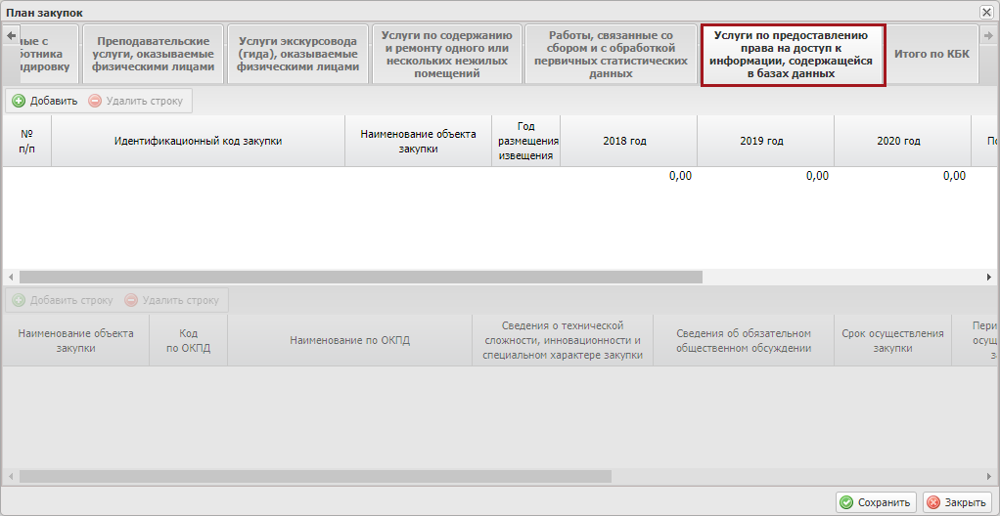 План закупок
ные с
ботника
ндировку
Преподавательские
услуги, оказываемые
физическими лицами
Услуги экскурсовода
(гида), оказываемые
физическими лицами
Услуги по содержанию
и ремонту одного или
нескольких нежилых
помещений
Работы, связанные со
сбором и с обработкой
первичных статистических
данных
Услуги по предоставлению
права на доступ к
информации, содержащейся
в базах данных
Итого по КБК
Добавить
Удалить строку
№
п/п
Идентификационный код закупки
Наименование объекта
закупки
Год
размещения
извещения
2018 год
2019 год
2020 год
По
0,00
0,00
0,00
Добавить строку
Удалить строку
Наименование объекта
закупки
Код
по ОКПД
Наименование по ОКПД
Сведения о технической
сложности, инновационности и
специальном характере закупки
Сведения об обязательном
общественном обсуждении
Срок осуществления
закупки
Пери
осущ
за
Сохранить
Закрыть